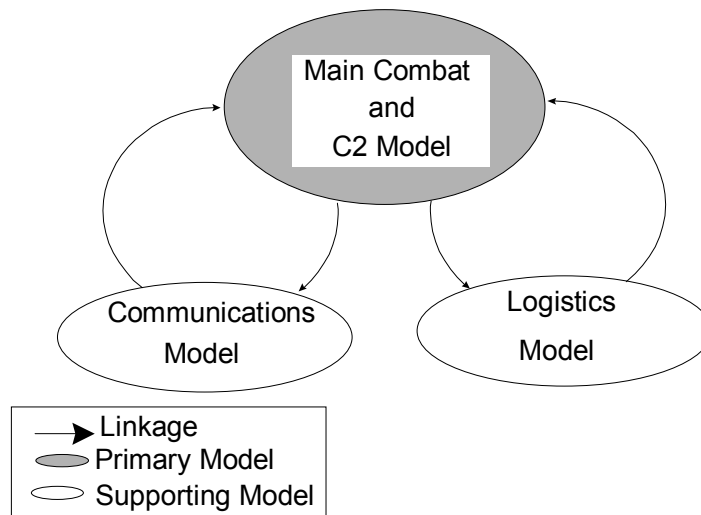 Main Combat
and
C2 Model
Communications
Model
Logistics
Model
Linkage
Primary Model
Supporting Model